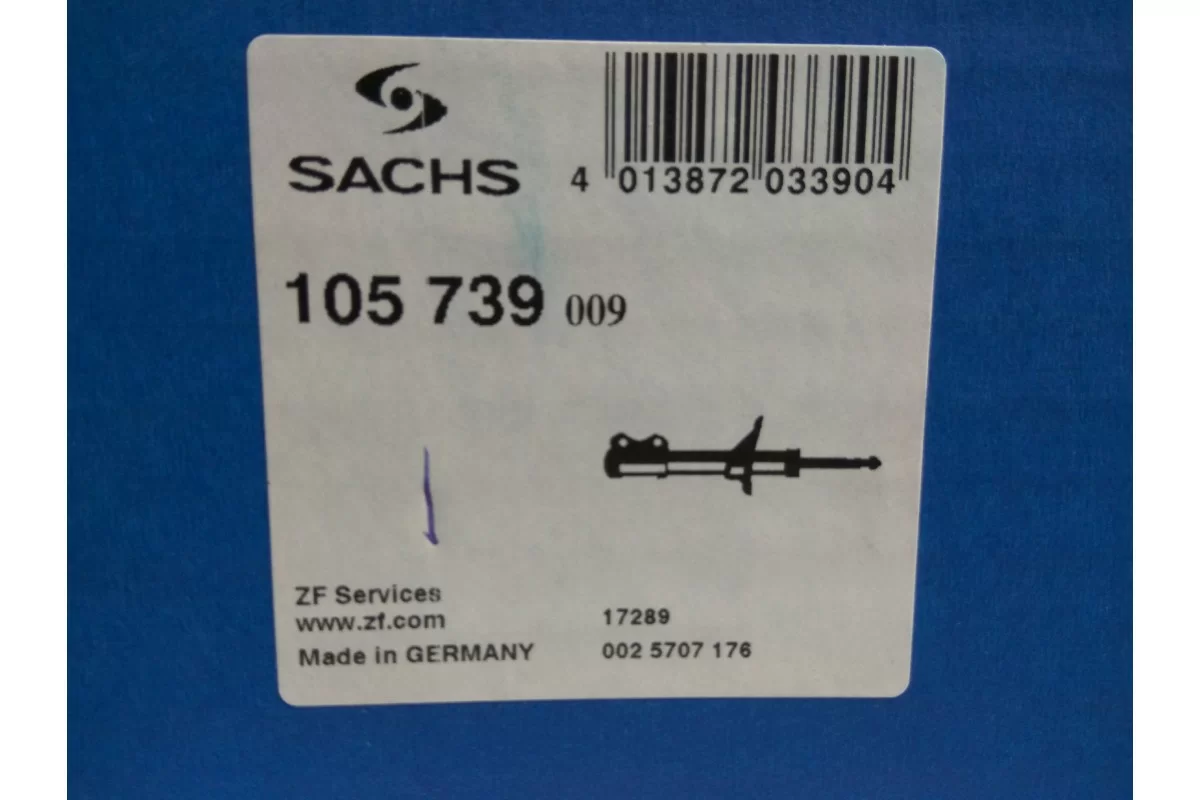 SACHS
4 013872 033904
105 739 009
ZF Services
www.zf.com
Made in GERMANY
17289
002 5707 176